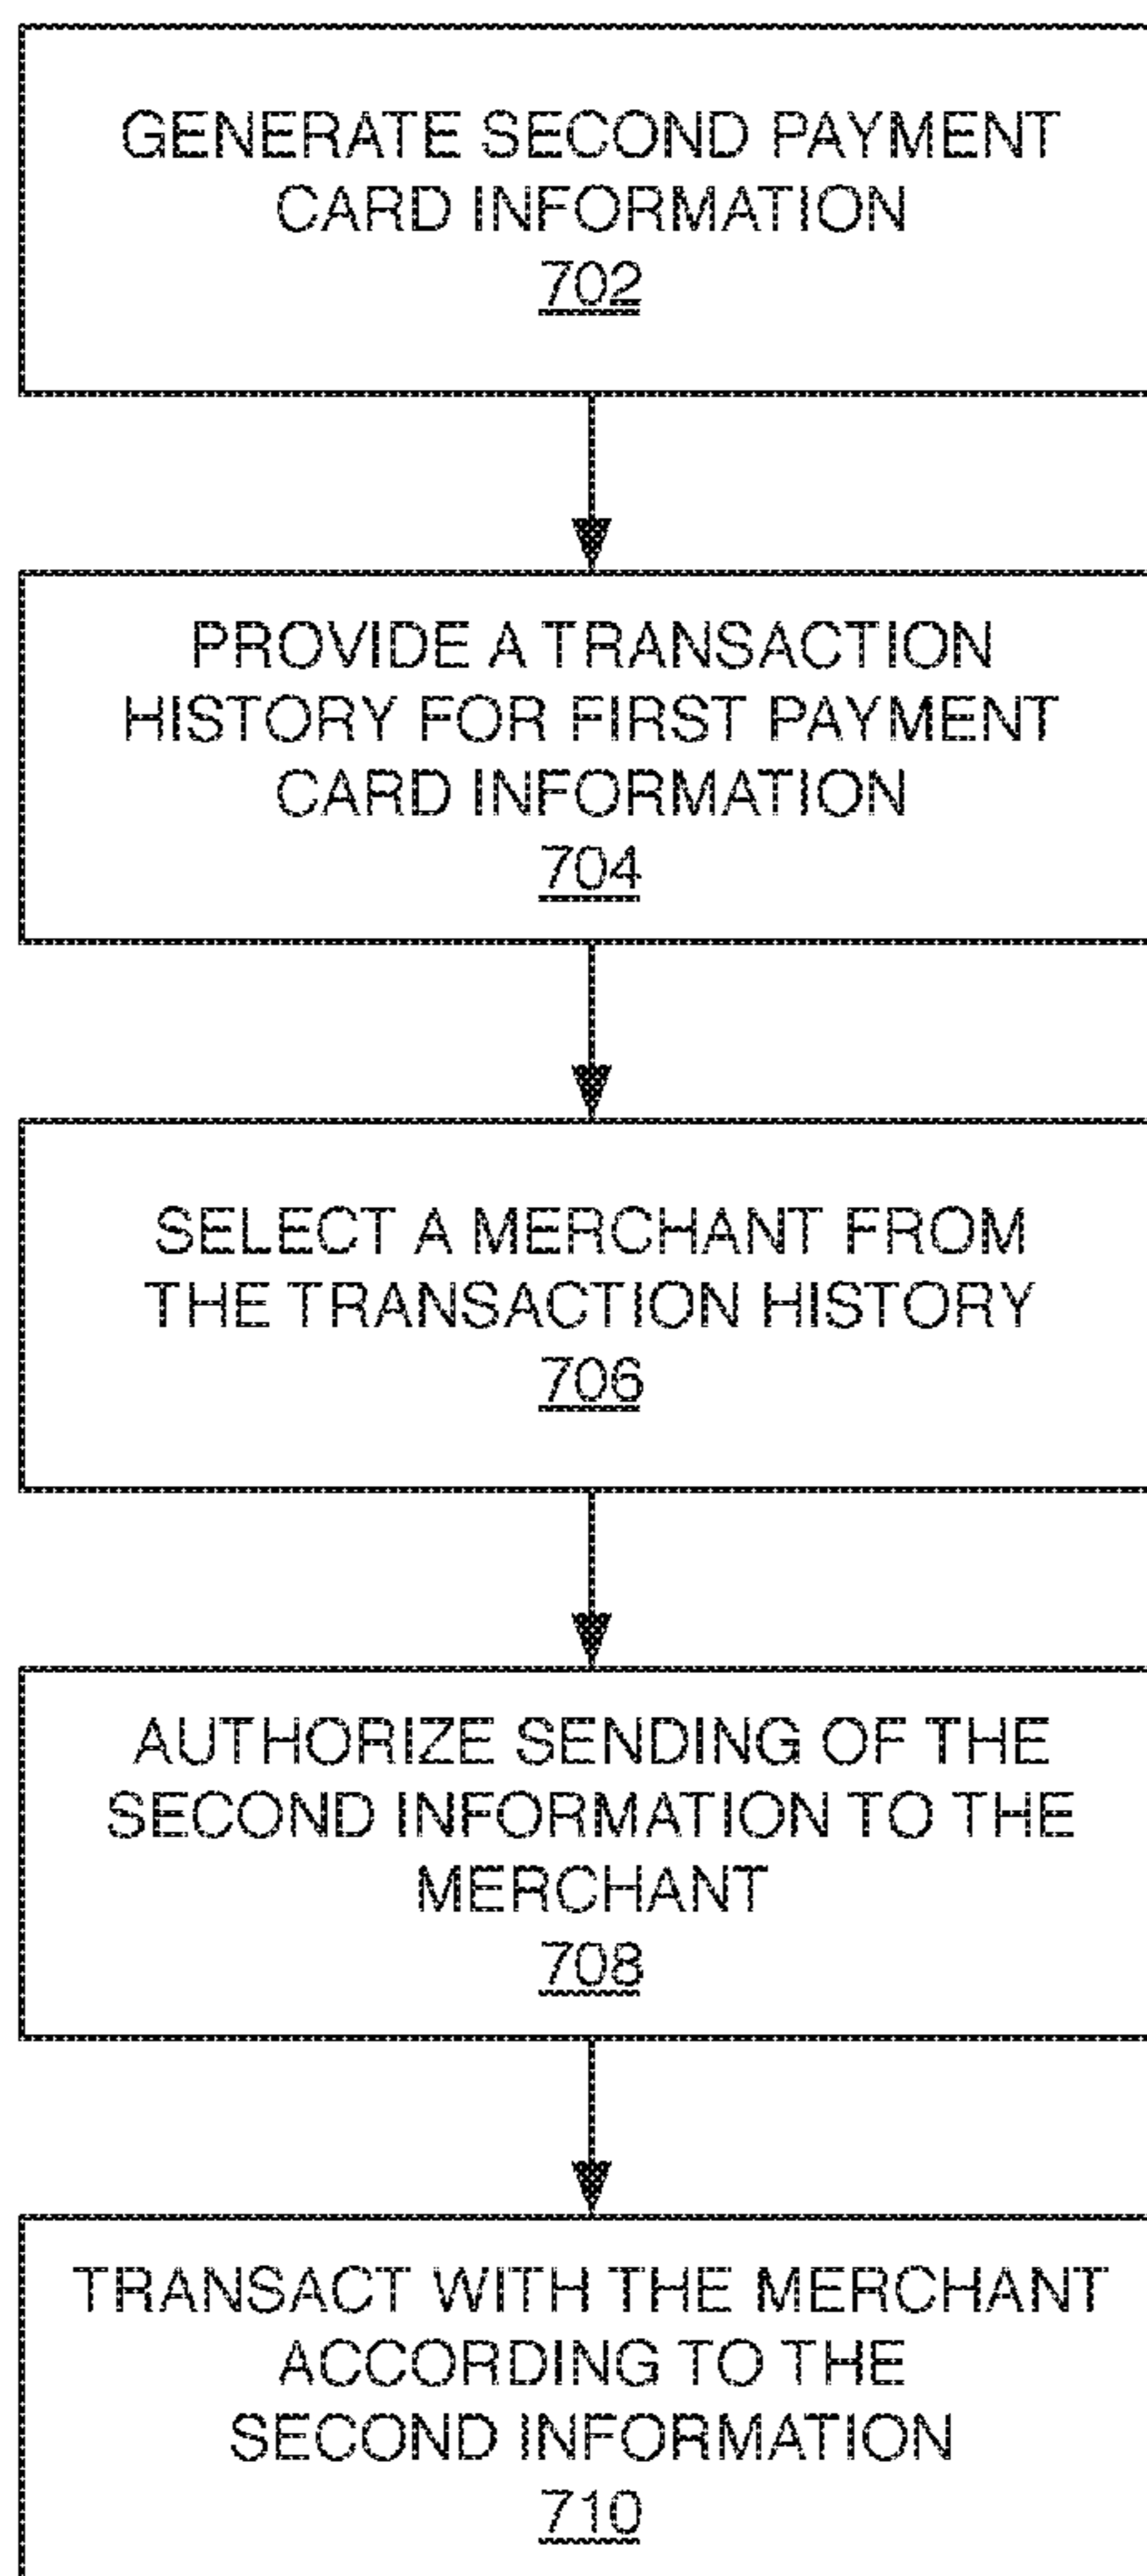 GENERATE SECOND PAYMENT
CARD INFORMATION
702
PROVIDE A TRANSACTION
HISTORY FOR FIRST PAYMENT
CARD INFORMATION
704
SELECT A MERCHANT FROM
THE TRANSACTION HISTORY
706
AUTHORIZE SENDING OF THE
SECOND INFORMATION TO THE
MERCHANT
708
TRANSACT WITH THE MERCHANT
ACCORDING TO THE
SECOND INFORMATION
710